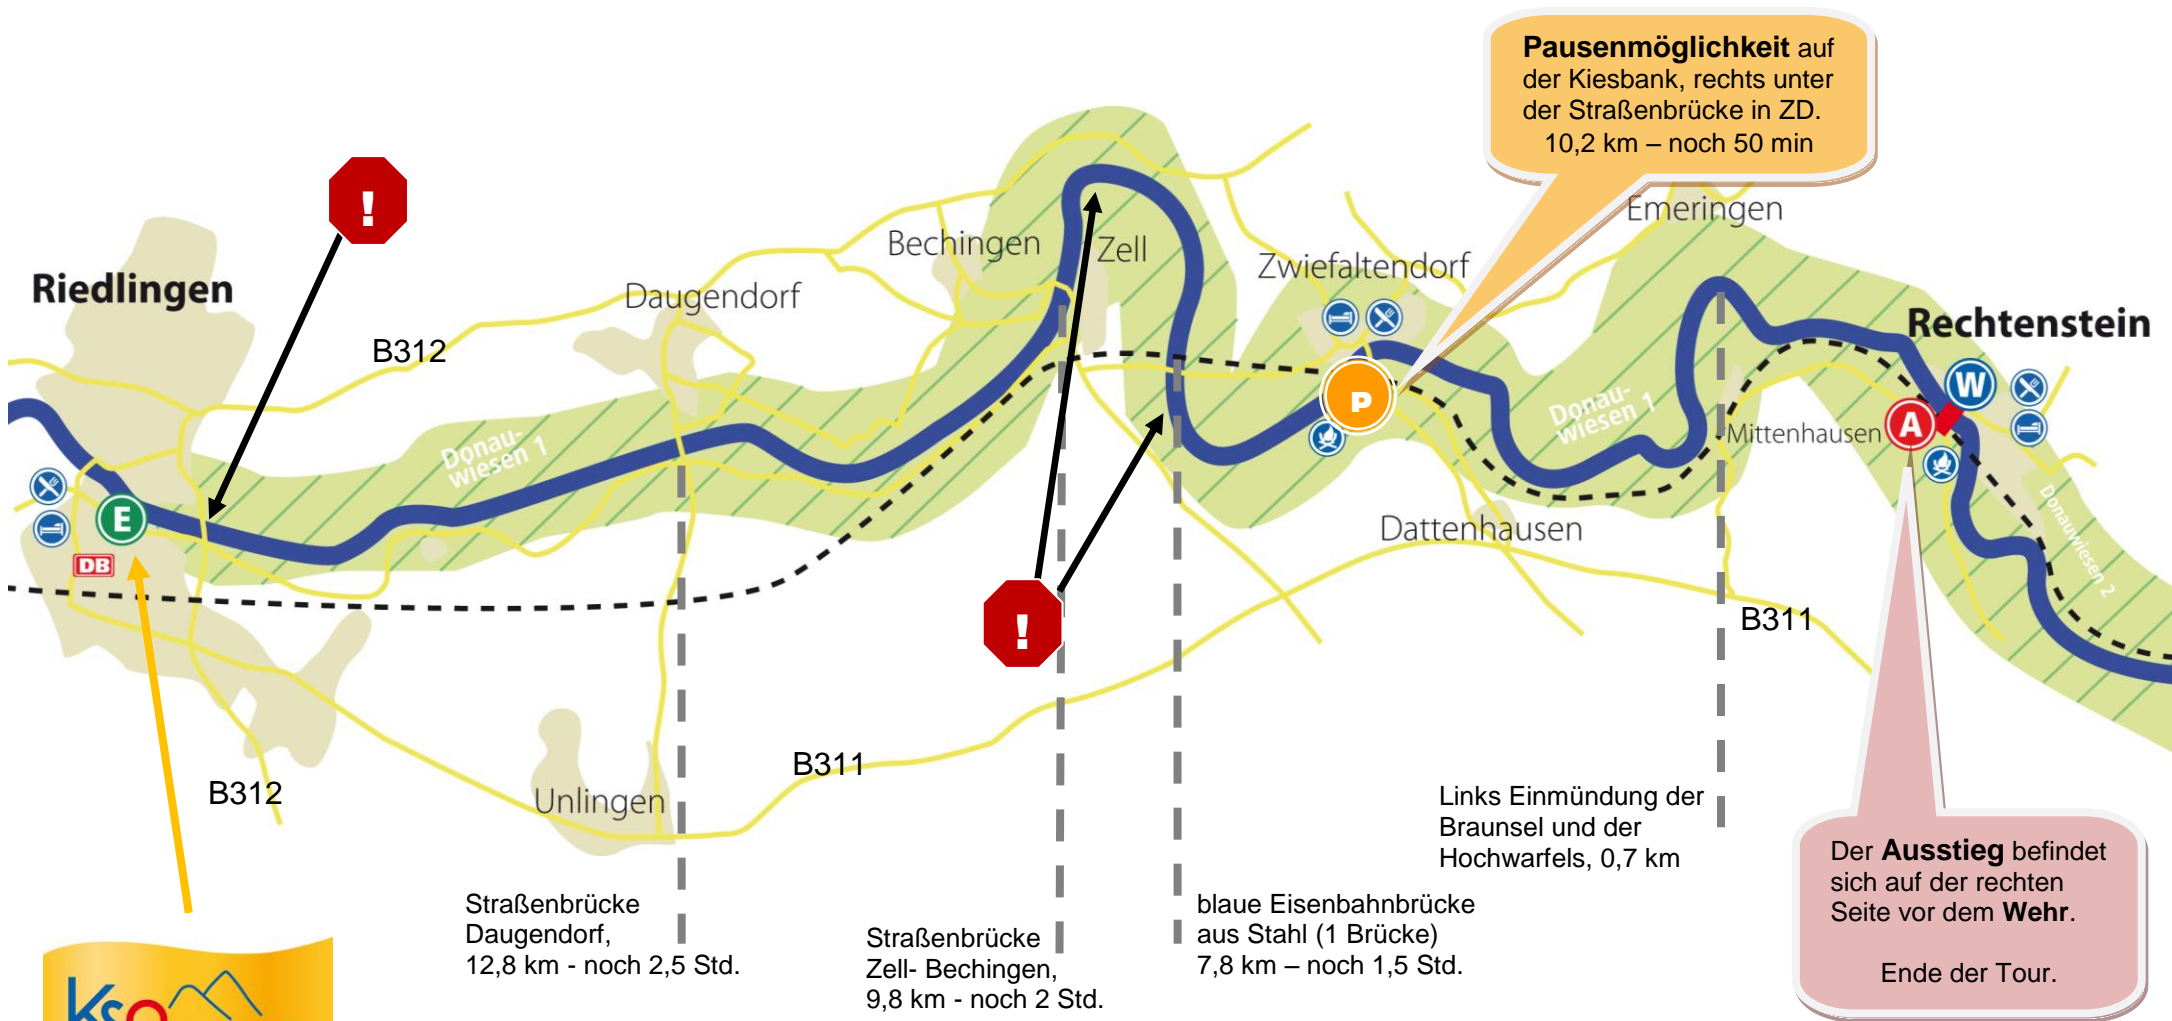 Pausenmöglichkeit auf
der Kiesbank, rechts unter
der Straßenbrücke in ZD.
10,2 km – noch 50 min
!
Riedlingen
B312
Daugendorf
Bechingen
Zell
Zwiefaltendorf
Emeringen
Rechtenstein
Donau-
wiesen 1
Donau-
wiesen 1
P
W
A
Mittenhausen
E
DB
Dattenhausen
Donauwiesen 2
!
B311
B312
Unlingen
B311
Links Einmündung der
Braunsel und der
Hochwarfels, 0,7 km
Der Ausstieg befindet
sich auf der rechten
Seite vor dem Wehr.
Ende der Tour.
Straßenbrücke
Daugendorf,
12,8 km - noch 2,5 Std.
Straßenbrücke
Zell- Bechingen,
9,8 km - noch 2 Std.
blaue Eisenbahnbrücke
aus Stahl (1 Brücke)
7,8 km – noch 1,5 Std.
kso